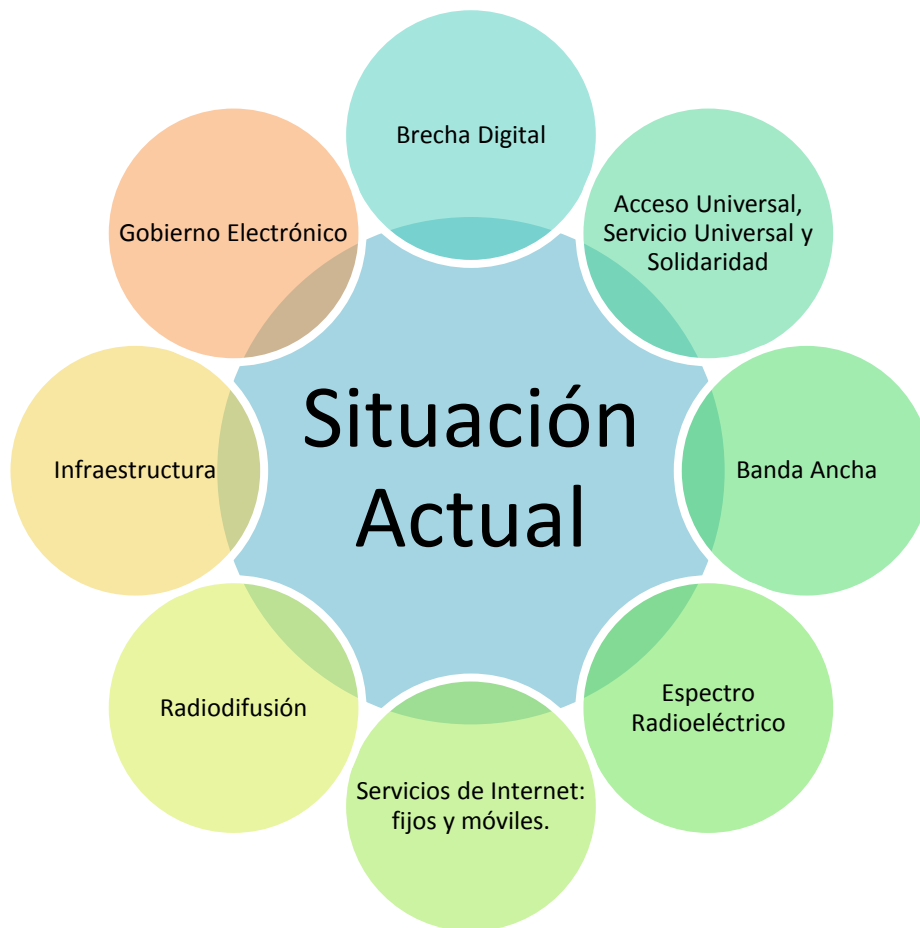 Brecha Digital
Acceso Universal,
Servicio Universal y
Solidaridad
Banda Ancha
Espectro
Radioeléctrico
Servicios de Internet:
fijos y móviles.
Radiodifusión
Infraestructura
Gobierno Electrónico
Situación
Actual